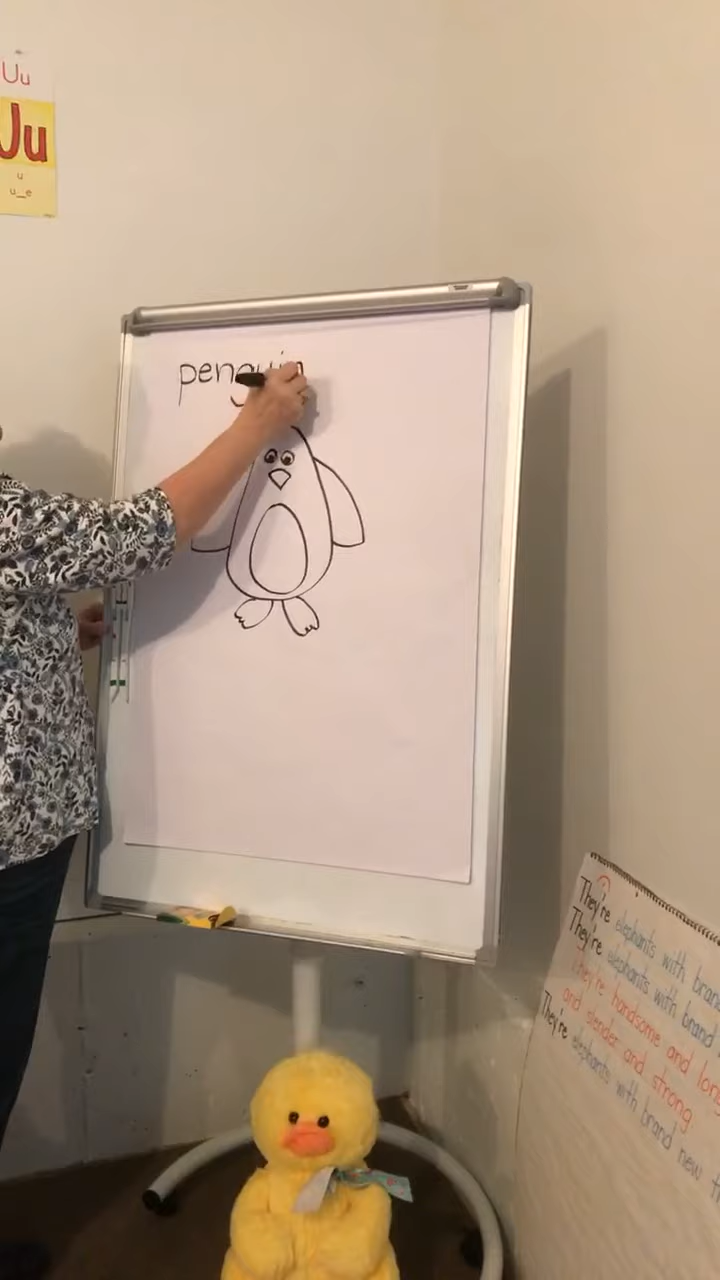 Uu
Uu
u
u_e
penguin
They're elephants with brand
They're elephants with brand
they're handsome and long
and slender and strong
They're elephants with brand new